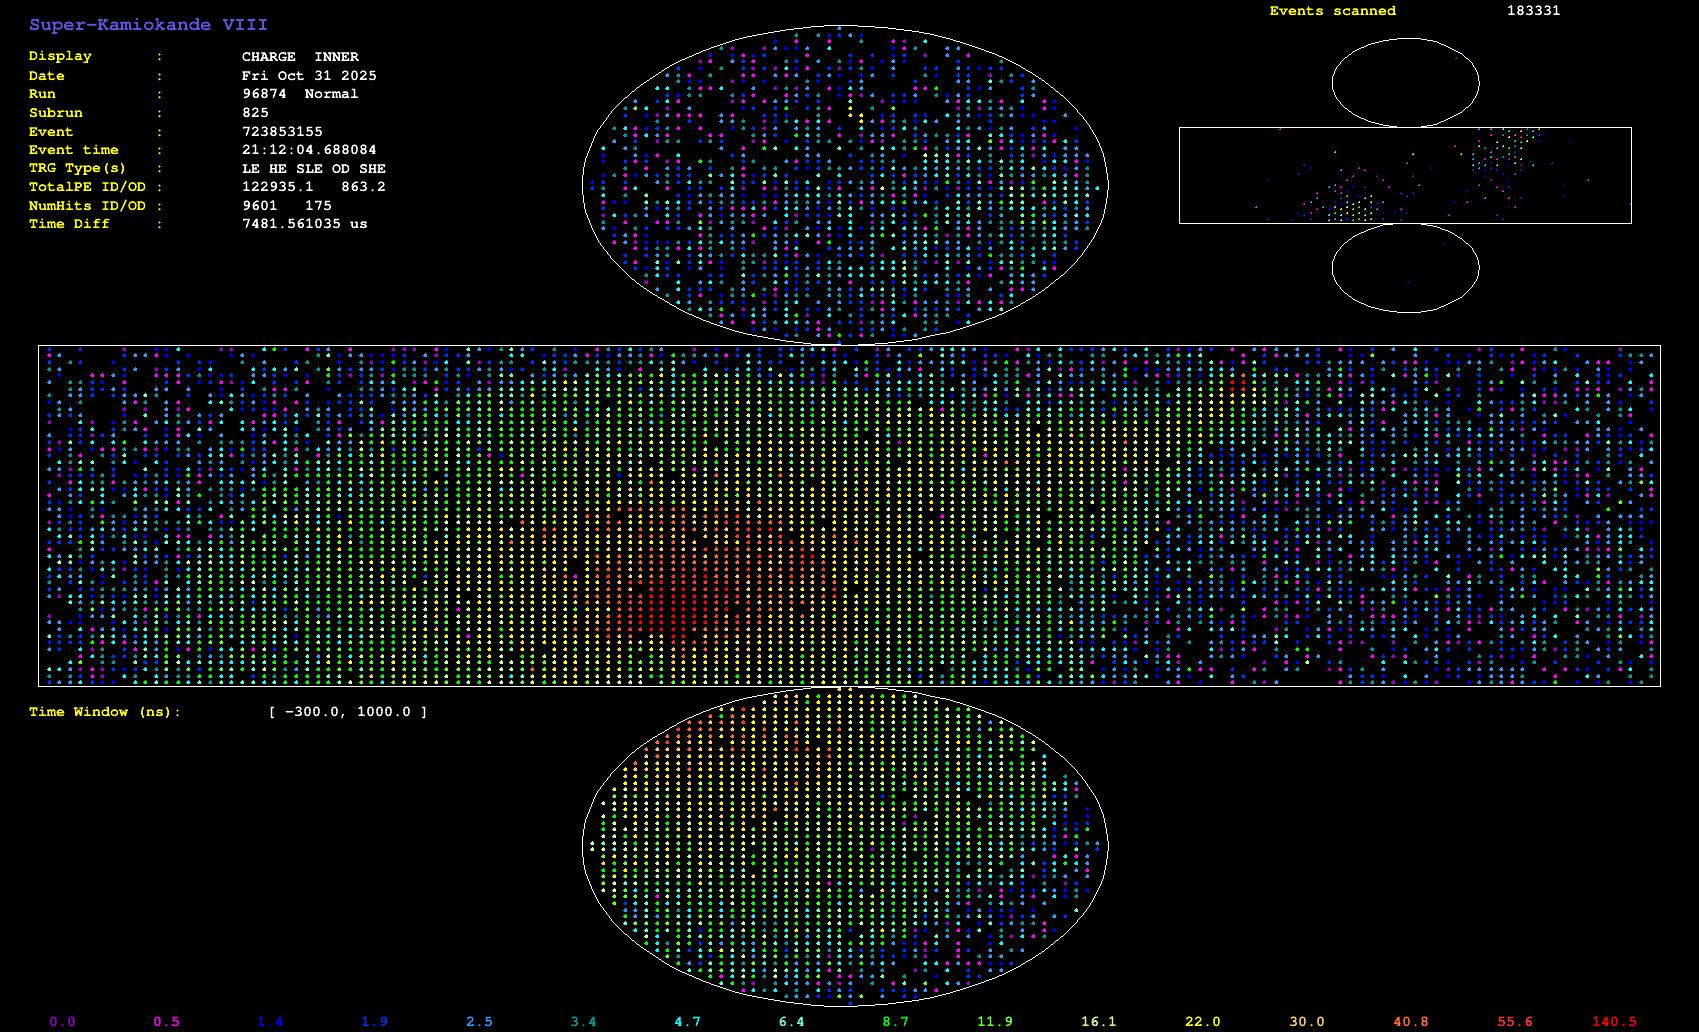 Super-Kamiokande VIII
Events scanned 183331
Display : CHARGE INNER
Date : Fri Oct 31 2025
Run : 96874 Normal
Subrun : 825
Event : 723853155
Event time : 21:12:04.688084
TRG Type(s) : LE HE SLE OD SHE
TotalPE ID/OD : 122935.1 863.2
NumHits ID/OD : 9601 175
Time Diff : 7481.561035 us
Time Window (ns): [ -300.0, 1000.0 ]
0.0 0.5 1.4 1.9 2.5 3.4 4.7 6.4 8.7 11.9 16.1 22.0 30.0 40.8 55.6 140.5